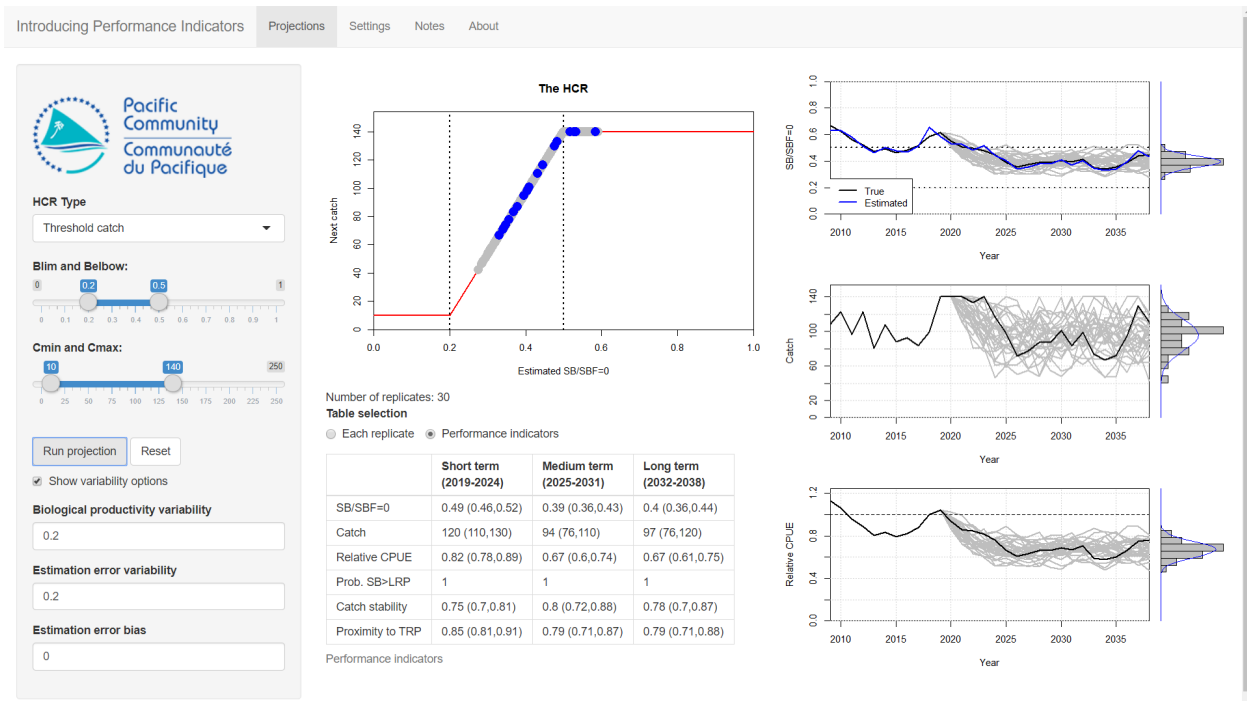 Introducing Performance Indicators Projections Settings Notes About
Pacific
Community
Communauté
du Pacifique
HCR Type
Threshold catch
Blim and Belbow:
0 0.2 0.5 1
0 0.1 0.2 0.3 0.4 0.5 0.6 0.7 0.8 0.9 1
Cmin and Cmax:
10 140 250
0 25 50 75 100 125 150 175 200 225 250
Run projection Reset
Show variability options
Biological productivity variability
0.2
Estimation error variability
0.2
Estimation error bias
0
The HCR
Next catch
140
120
100
80
60
40
20
0
0.0 0.2 0.4 0.6 0.8 1.0
Estimated SB/SBF=0
Number of replicates: 30
Table selection
Each replicate Performance indicators
Short term (2019-2024) Medium term (2025-2031) Long term (2032-2038)
SB/SBF=0 0.49 (0.46,0.52) 0.39 (0.36,0.43) 0.4 (0.36,0.44)
Catch 120 (110,130) 94 (76,110) 97 (76,120)
Relative CPUE 0.82 (0.78,0.89) 0.67 (0.6,0.74) 0.67 (0.61,0.75)
Prob. SB>LRP 1 1 1
Catch stability 0.75 (0.7,0.81) 0.8 (0.72,0.88) 0.78 (0.7,0.87)
Proximity to TRP 0.85 (0.81,0.91) 0.79 (0.71,0.87) 0.79 (0.71,0.88)
Performance indicators
SB/SBF=0
1.0
0.8
0.6
0.4
0.2
0.0
True
Estimated
2010 2015 2020 2025 2030 2035
Year
Catch
140
100
60
20
0
2010 2015 2020 2025 2030 2035
Year
Relative CPUE
1.2
0.8
0.4
0.0
2010 2015 2020 2025 2030 2035
Year